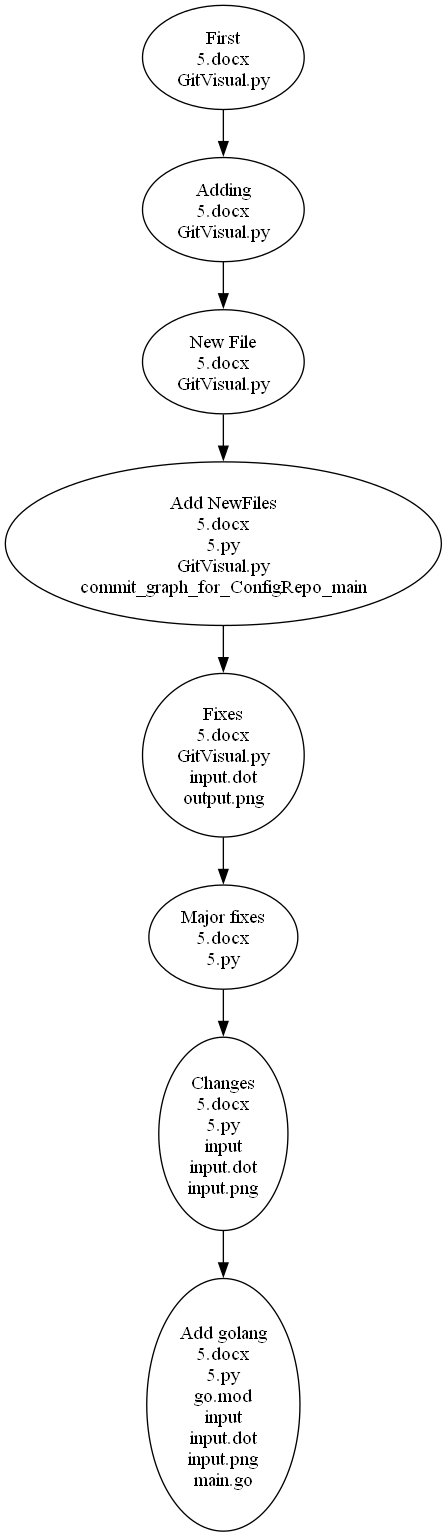 First
5.docx
GitVisual.py
Adding
5.docx
GitVisual.py
New File
5.docx
GitVisual.py
Add NewFiles
5.docx
5.py
GitVisual.py
commit_graph_for_ConfigRepo_main
Fixes
5.docx
GitVisual.py
input.dot
output.png
Major fixes
5.docx
5.py
Changes
5.docx
5.py
input
input.dot
input.png
Add golang
5.docx
5.py
go.mod
input
input.dot
input.png
main.go